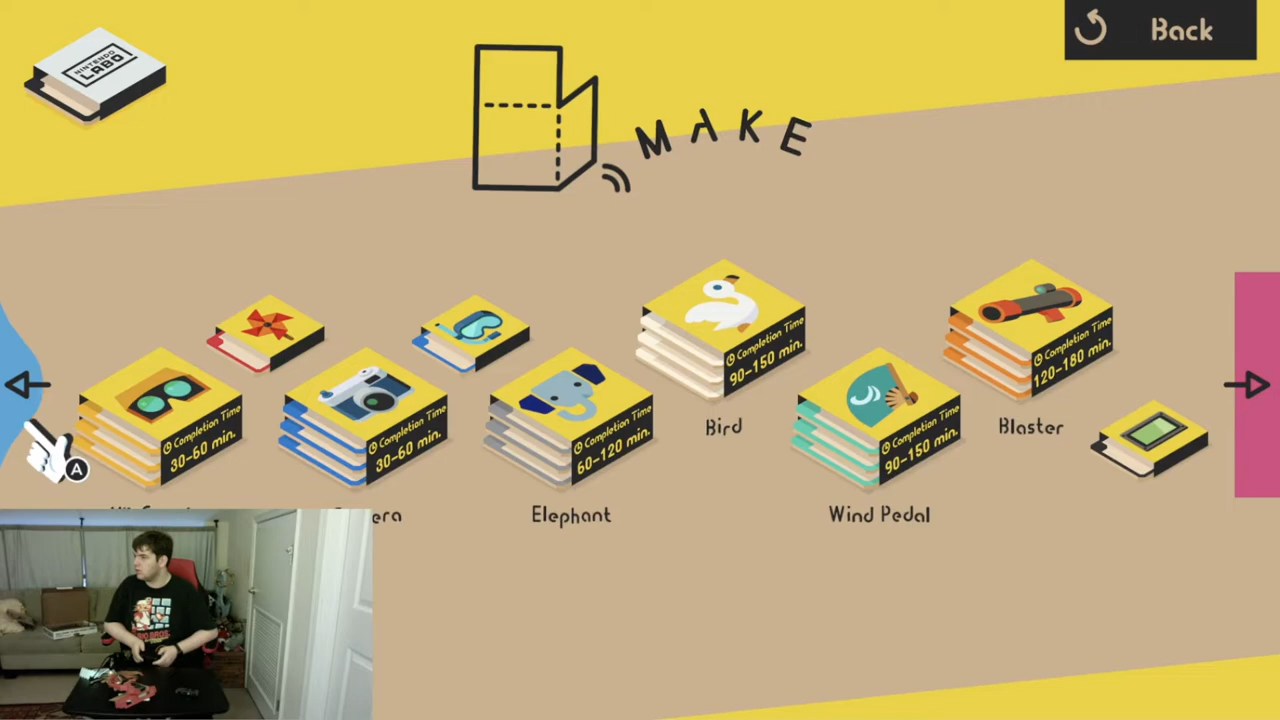 NINTENDO
LABO
Back
MAKE
Completion Time
90-150 min.
Completion Time
120-180 min.
Completion Time
30-60 min.
Completion Time
30-60 min.
Completion Time
60-120 min.
Completion Time
90-150 min.
Bird
Blaster
A
Elephant
Wind Pedal